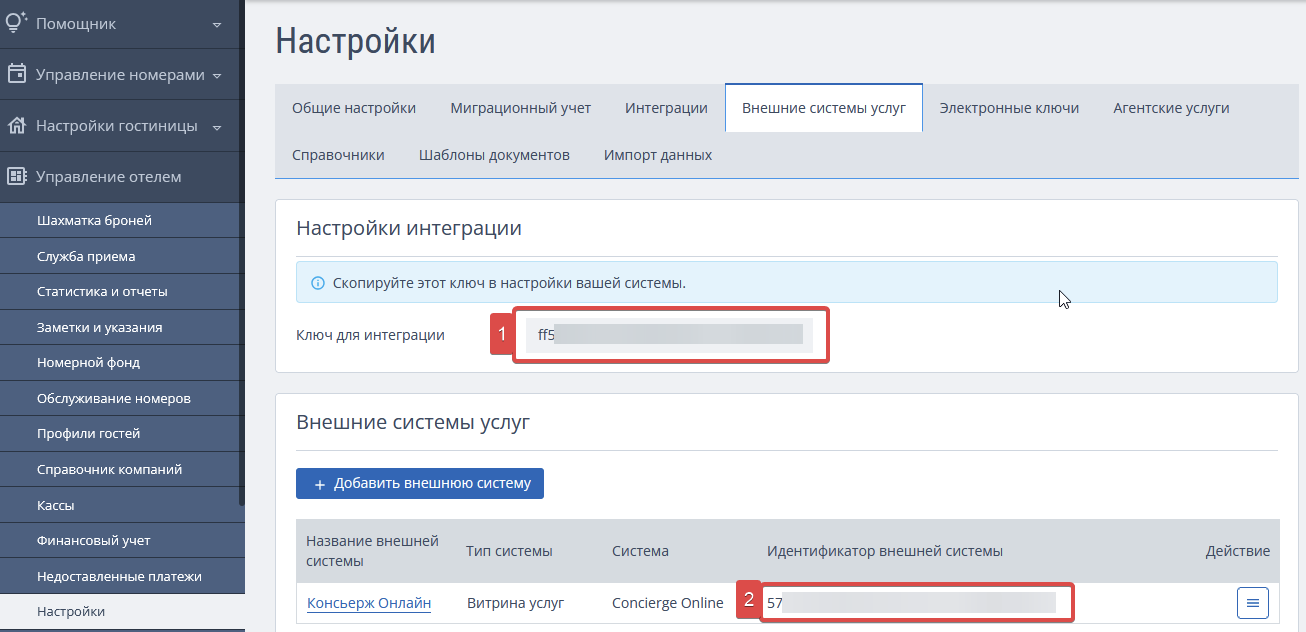 Помощник
Управление номерами
Настройки гостиницы
Управление отелем
Шахматка броней
Служба приема
Статистика и отчеты
Заметки и указания
Номерной фонд
Обслуживание номеров
Профили гостей
Справочник компаний
Кассы
Финансовый учет
Недоставленные платежи
Настройки
Настройки
Общие настройки Миграционный учет Интеграции Внешние системы услуг Электронные ключи Агентские услуги
Справочники Шаблоны документов Импорт данных
Настройки интеграции
Скопируйте этот ключ в настройки вашей системы.
Ключ для интеграции 1 ff5
Внешние системы услуг
+ Добавить внешнюю систему
Название внешней системы Тип системы Система Идентификатор внешней системы Действие
Консьерж Онлайн Витрина услуг Concierge Online 2 57